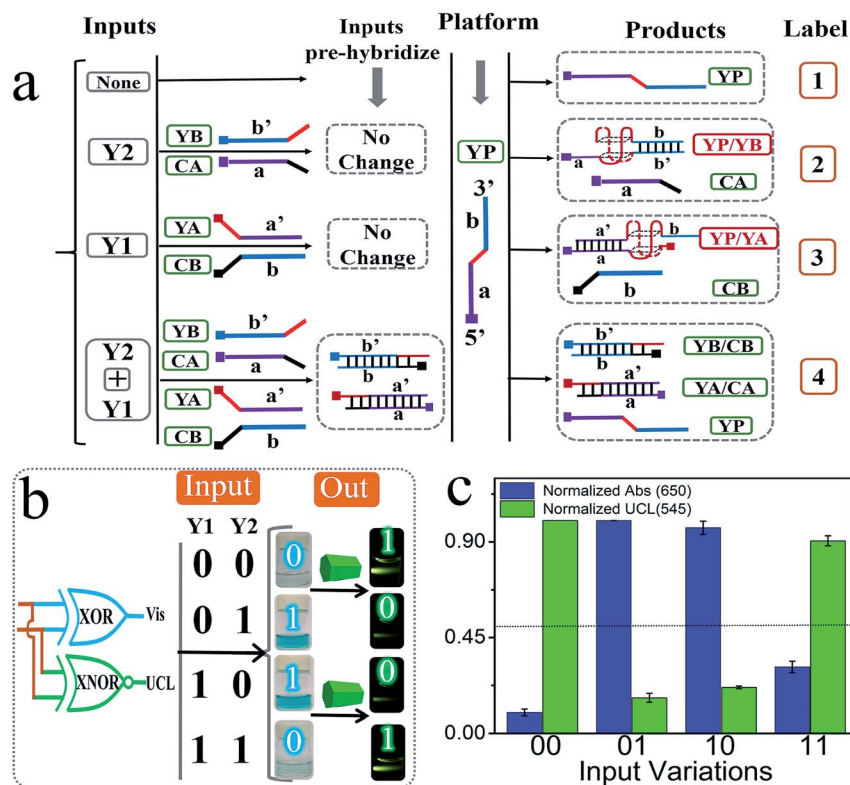 a
Inputs
Inputs
pre-hybridize
Platform
Products
Label
None
YP
1
Y2
YB
b’
CA
a
No
Change
YP
3’
b
a
5’
b
b’
a
YP/YB
a
CA
2
Y1
YA
a’
CB
b
No
Change
a’
a
b
YP/YA
b
CB
3
Y2
+
Y1
YB
b’
CA
a
YA
a’
CB
b
b’
b
a’
a
b’
b
YB/CB
a’
a
YA/CA
YP
4
b
Input
Out
Y1 Y2
0 0 0 1
0 1 1 0
1 0 1 0
1 1 0 1
XOR
Vis
XNOR
UCL
c
Normalized Abs (650)
Normalized UCL(545)
0.90
0.45
0.00
00 01 10 11
Input Variations